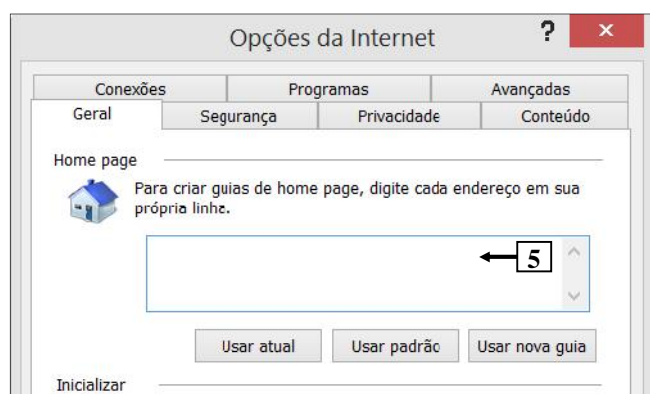 Opções da Internet ? ×
Conexões Programas Avançadas
Geral Segurança Privacidade Conteúdo
Home page
Para criar guias de home page, digite cada endereço em sua
própria linha.
5
Usar atual Usar padrão Usar nova guia
Inicializar